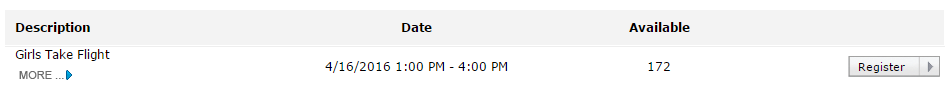 Description Date Available
Girls Take Flight
4/16/2016 1:00 PM - 4:00 PM 172 Register
MORE ...